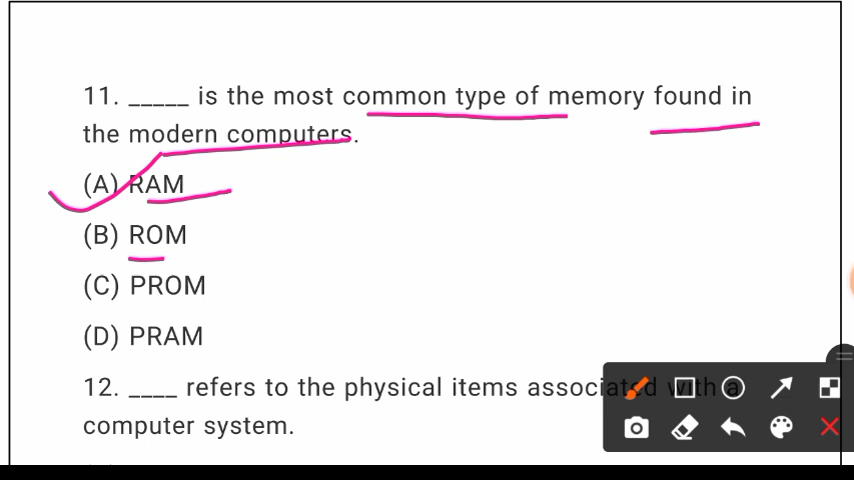 11. _____ is the most common type of memory found in
the modern computers.
(A) RAM
(B) ROM
(C) PROM
(D) PRAM
12. ____ refers to the physical items associated with a
computer system.